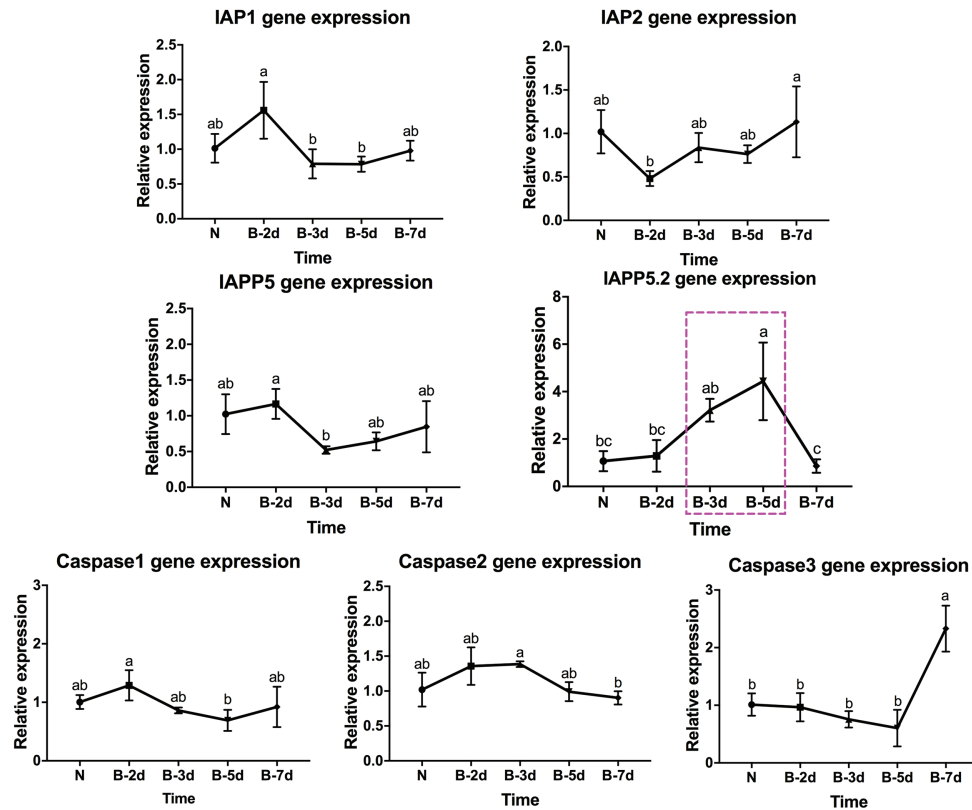 IAP1 gene expression
Relative expression
2.5
2.0
1.5
1.0
0.5
0.0
ab
a
b
b
ab
N
B-2d
B-3d
B-5d
B-7d
Time
IAP2 gene expression
Relative expression
2.0
1.5
1.0
0.5
0.0
ab
b
ab
ab
a
N
B-2d
B-3d
B-5d
B-7d
Time
IAPP5 gene expression
Relative expression
2.5
2.0
1.5
1.0
0.5
0.0
ab
a
b
ab
ab
N
B-2d
B-3d
B-5d
B-7d
Time
IAPP5.2 gene expression
Relative expression
8
6
4
2
0
bc
bc
ab
a
c
N
B-2d
B-3d
B-5d
B-7d
Time
Caspase1 gene expression
Relative expression
3
2
1
0
ab
a
ab
b
ab
N
B-2d
B-3d
B-5d
B-7d
Time
Caspase2 gene expression
Relative expression
2.5
2.0
1.5
1.0
0.5
0.0
ab
ab
a
ab
b
N
B-2d
B-3d
B-5d
B-7d
Time
Caspase3 gene expression
Relative expression
3
2
1
0
b
b
b
b
a
N
B-2d
B-3d
B-5d
B-7d
Time